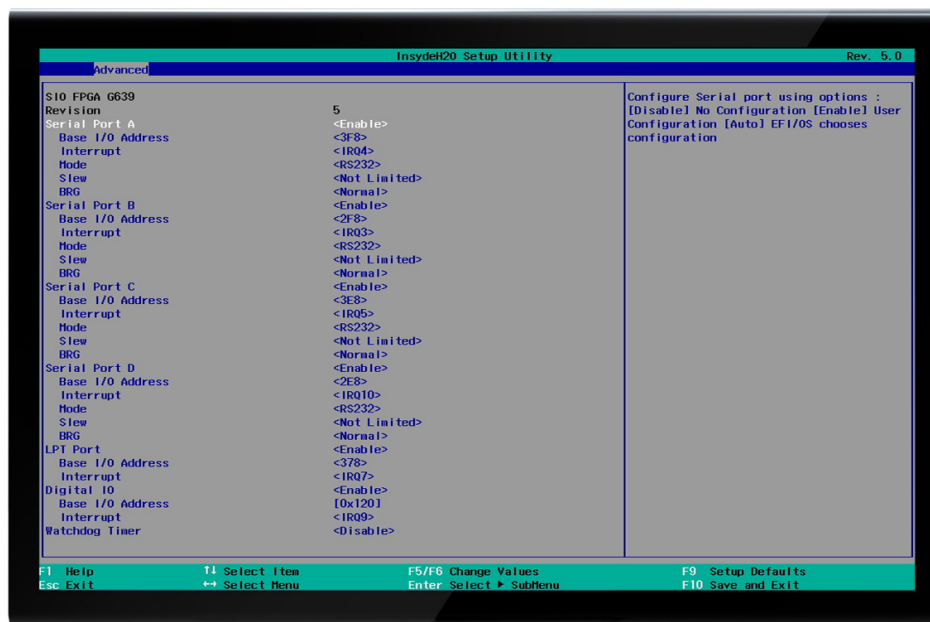 InsydeH2O Setup Utility Rev. 5.0
Advanced
SIO FPGA G639
Revision 5
Serial Port A <Enable>
Base I/O Address <3F8>
Interrupt <IRQ4>
Mode <RS232>
Slew <Not Limited>
BRG <Normal>
Serial Port B <Enable>
Base I/O Address <2F8>
Interrupt <IRQ3>
Mode <RS232>
Slew <Not Limited>
BRG <Normal>
Serial Port C <Enable>
Base I/O Address <3E8>
Interrupt <IRQ5>
Mode <RS232>
Slew <Not Limited>
BRG <Normal>
Serial Port D <Enable>
Base I/O Address <2E8>
Interrupt <IRQ10>
Mode <RS232>
Slew <Not Limited>
BRG <Normal>
LPT Port <Enable>
Base I/O Address <378>
Interrupt <IRQ7>
Digital IO <Enable>
Base I/O Address [0x120]
Interrupt <IRQ9>
Watchdog Timer <Disable>
Configure Serial port using options :
[Disable] No Configuration [Enable] User
Configuration [Auto] EFI/OS chooses
configuration
F1 Help ↑↓ Select Item F5/F6 Change Values F9 Setup Defaults
Esc Exit ↔ Select Menu Enter Select ▶ SubMenu F10 Save and Exit